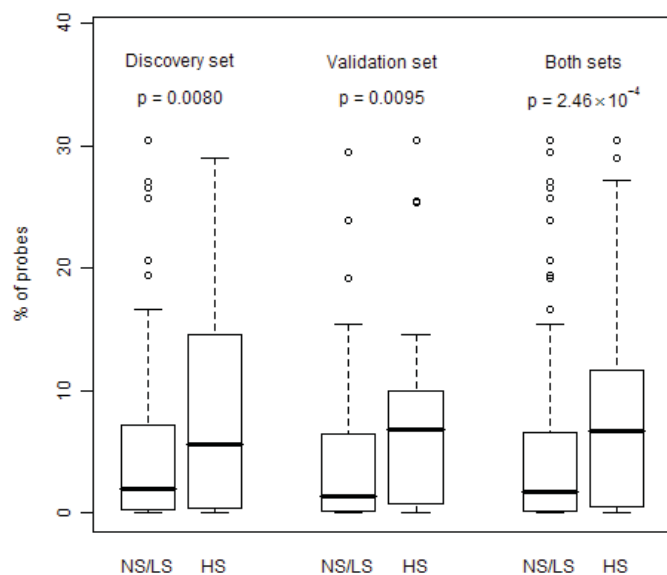 Discovery set Validation set Both sets
p = 0.0080 p = 0.0095 p = 2.46×10⁻⁴
40
30
20
10
0
% of probes
NS/LS HS NS/LS HS NS/LS HS